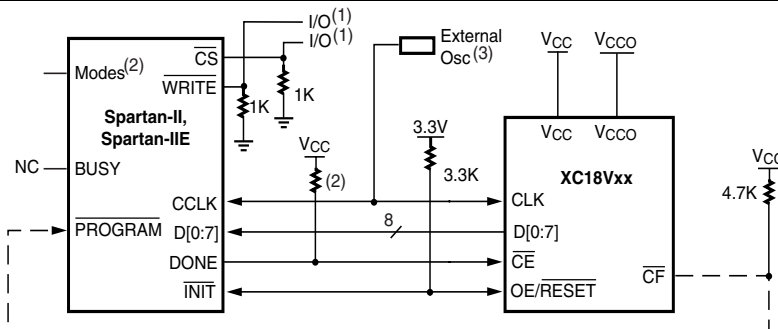 I/O(1)
I/O(1)
External
Osc(3)
VCC
VCCO
CS
Modes(2)
WRITE
1K
1K
Spartan-II,
Spartan-IIE
VCC
VCCO
3.3V
VCC
VCC
NC
BUSY
(2)
3.3K
XC18Vxx
4.7K
CCLK
CLK
8
PROGRAM
D[0:7]
D[0:7]
DONE
CE
CF
INIT
OE/RESET